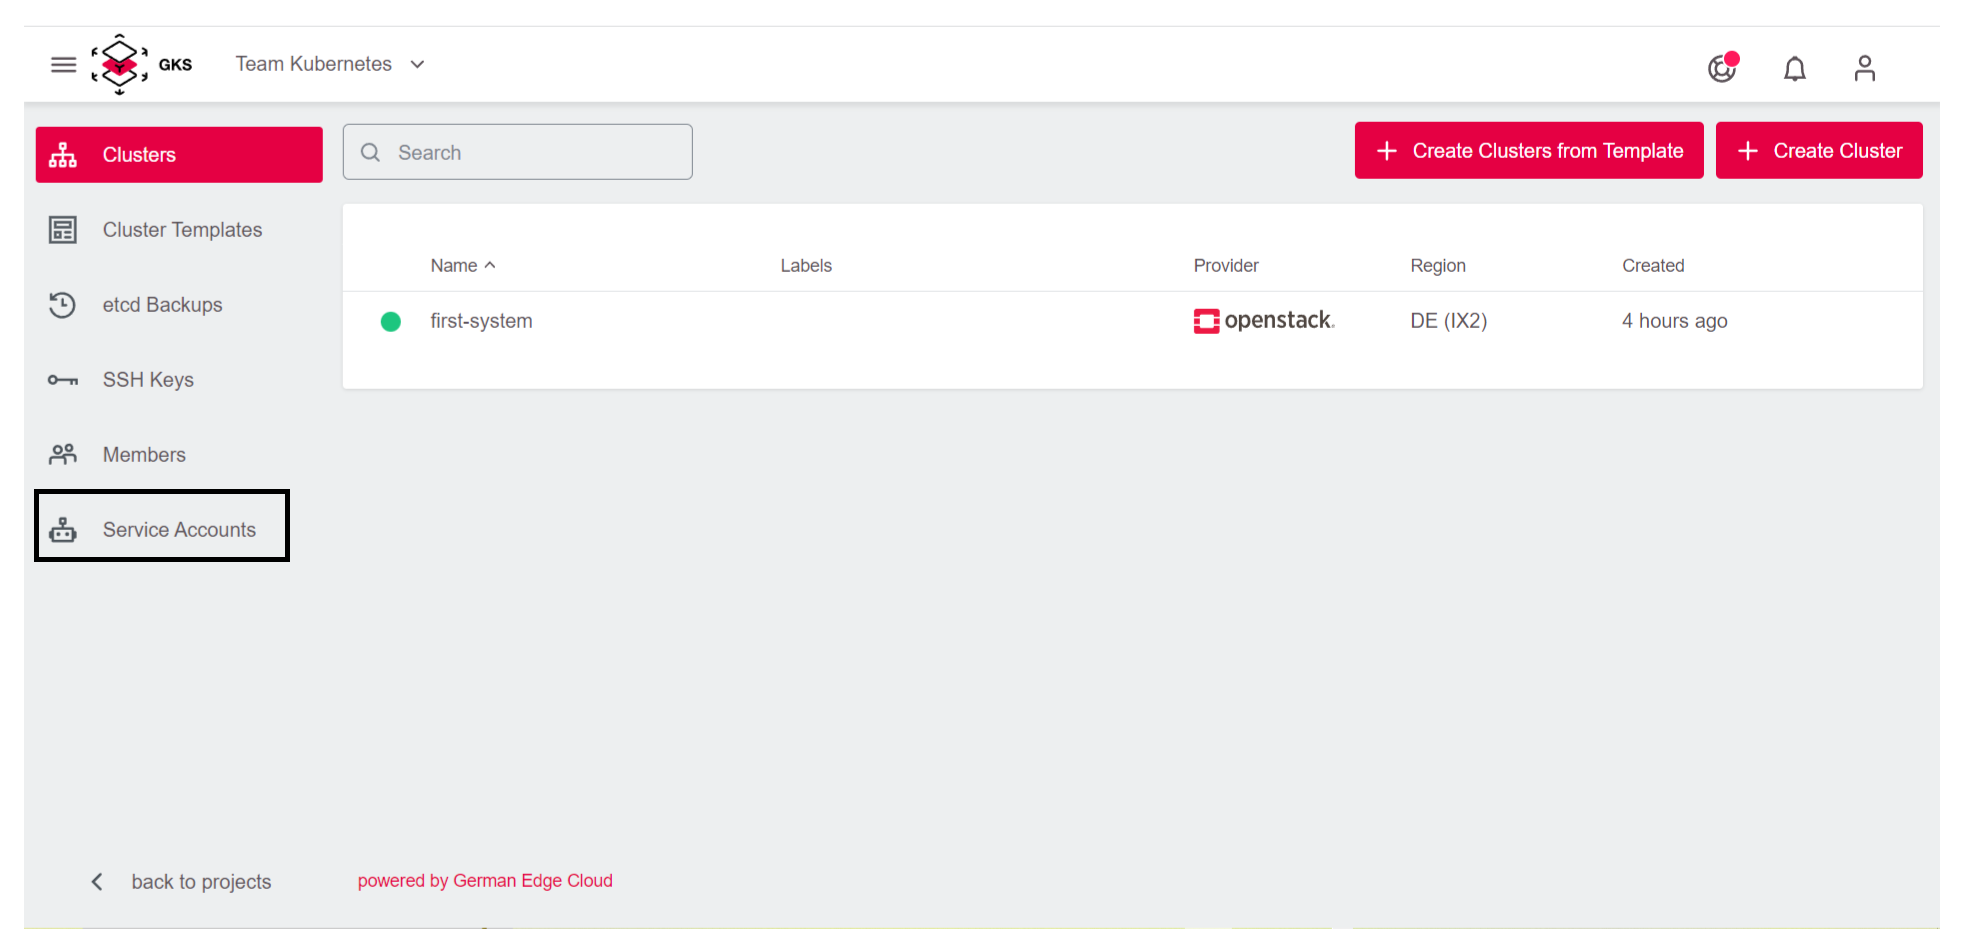 GKS Team Kubernetes
Clusters
Cluster Templates
etcd Backups
SSH Keys
Members
Service Accounts
back to projects
Search
Create Clusters from Template
Create Cluster
Name Labels Provider Region Created
first-system openstack. DE (IX2) 4 hours ago
powered by German Edge Cloud